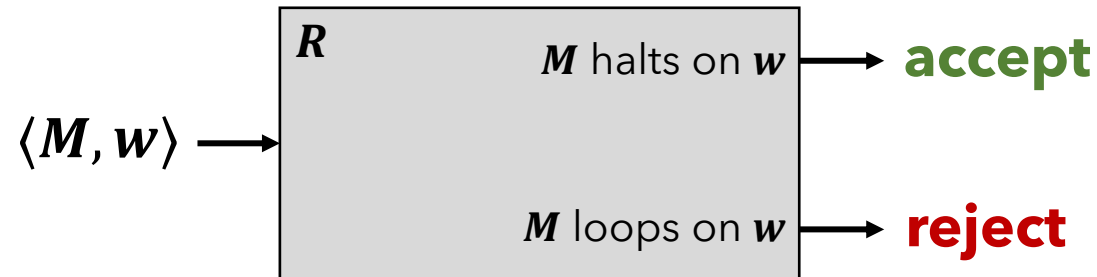 R
M halts on w
accept
⟨M, w⟩
M loops on w
reject